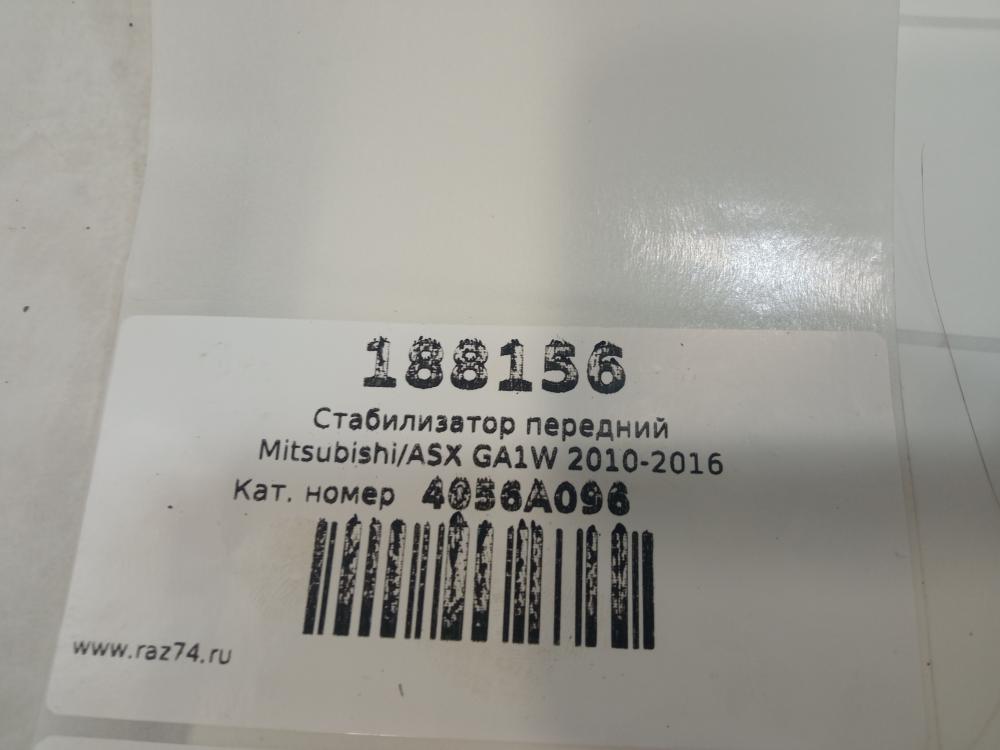 188156
Стабилизатор передний
Mitsubishi/ASX GA1W 2010-2016
Кат. номер 4056A096
www.raz74.ru